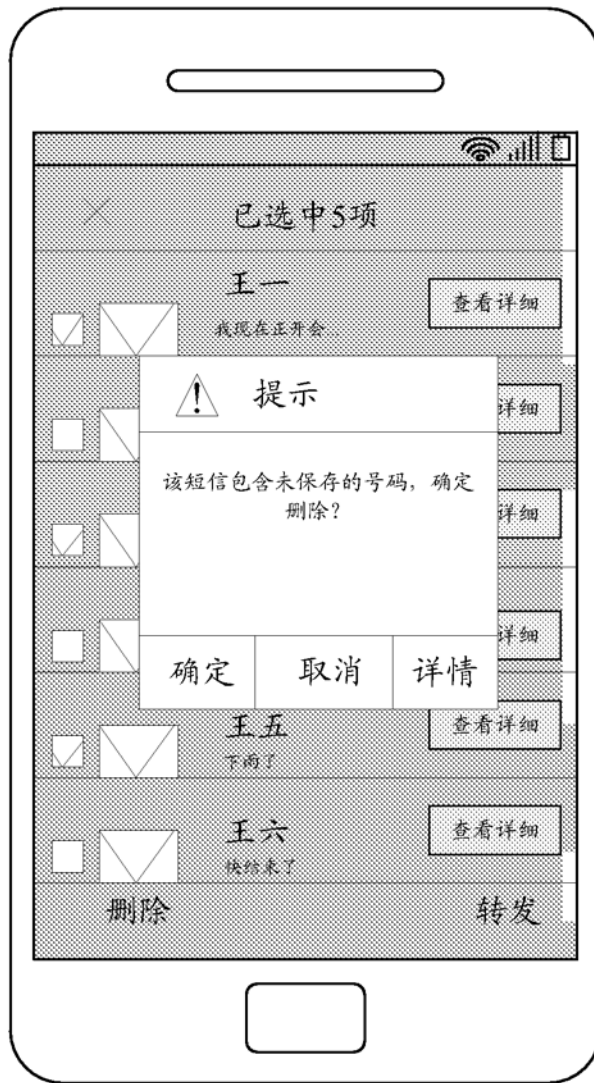 已选中5项
王一
查看详细
我现在正开会
详细
提示
详细
该短信包含未保存的号码，确定
删除？
详细
确定
取消
详情
王五
查看详细
下雨了
王六
查看详细
快结束了
删除
转发